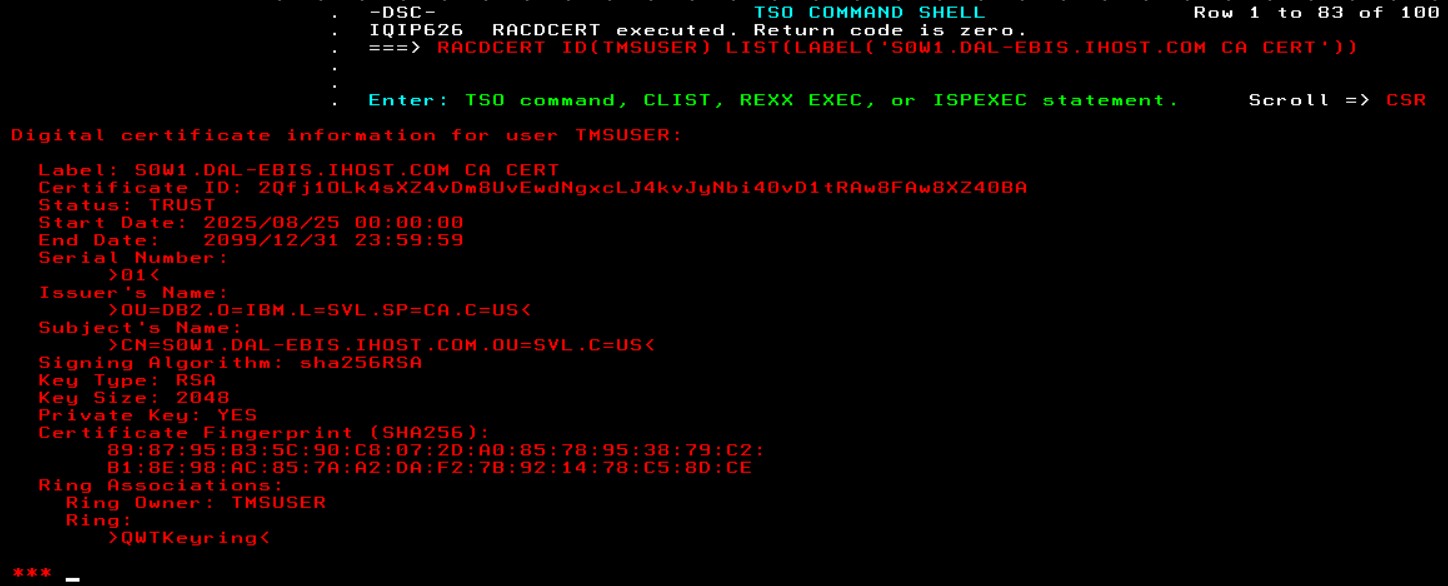 . -DSC- TSO COMMAND SHELL Row 1 to 83 of 100
. IQIP626 RACDCERT executed. Return code is zero.
. ===> RACDCERT ID(TMSUSER) LIST(LABEL('S0W1.DAL-EBIS.IHOST.COM CA CERT'))
.
.
. Enter: TSO command, CLIST, REXX EXEC, or ISPEXEC statement. Scroll => CSR
Digital certificate information for user TMSUSER:
Label: S0W1.DAL-EBIS.IHOST.COM CA CERT
Certificate ID: 2Qfj1OLk4sXZ4vDm8UvEwdNgxcLJ4kvJyNbi40vD1tRAw8FAw8XZ40BA
Status: TRUST
Start Date: 2025/08/25 00:00:00
End Date: 2099/12/31 23:59:59
Serial Number:
>01<
Issuer's Name:
>OU=DB2.O=IBM.L=SVL.SP=CA.C=US<
Subject's Name:
>CN=S0W1.DAL-EBIS.IHOST.COM.OU=SVL.C=US<
Signing Algorithm: sha256RSA
Key Type: RSA
Key Size: 2048
Private Key: YES
Certificate Fingerprint (SHA256):
89:87:95:B3:5C:90:C8:07:2D:A0:85:78:95:38:79:C2:
B1:8E:98:AC:85:7A:A2:DA:F2:7B:92:14:78:C5:8D:CE
Ring Associations:
Ring Owner: TMSUSER
Ring:
>QWTKeyring<
*** _